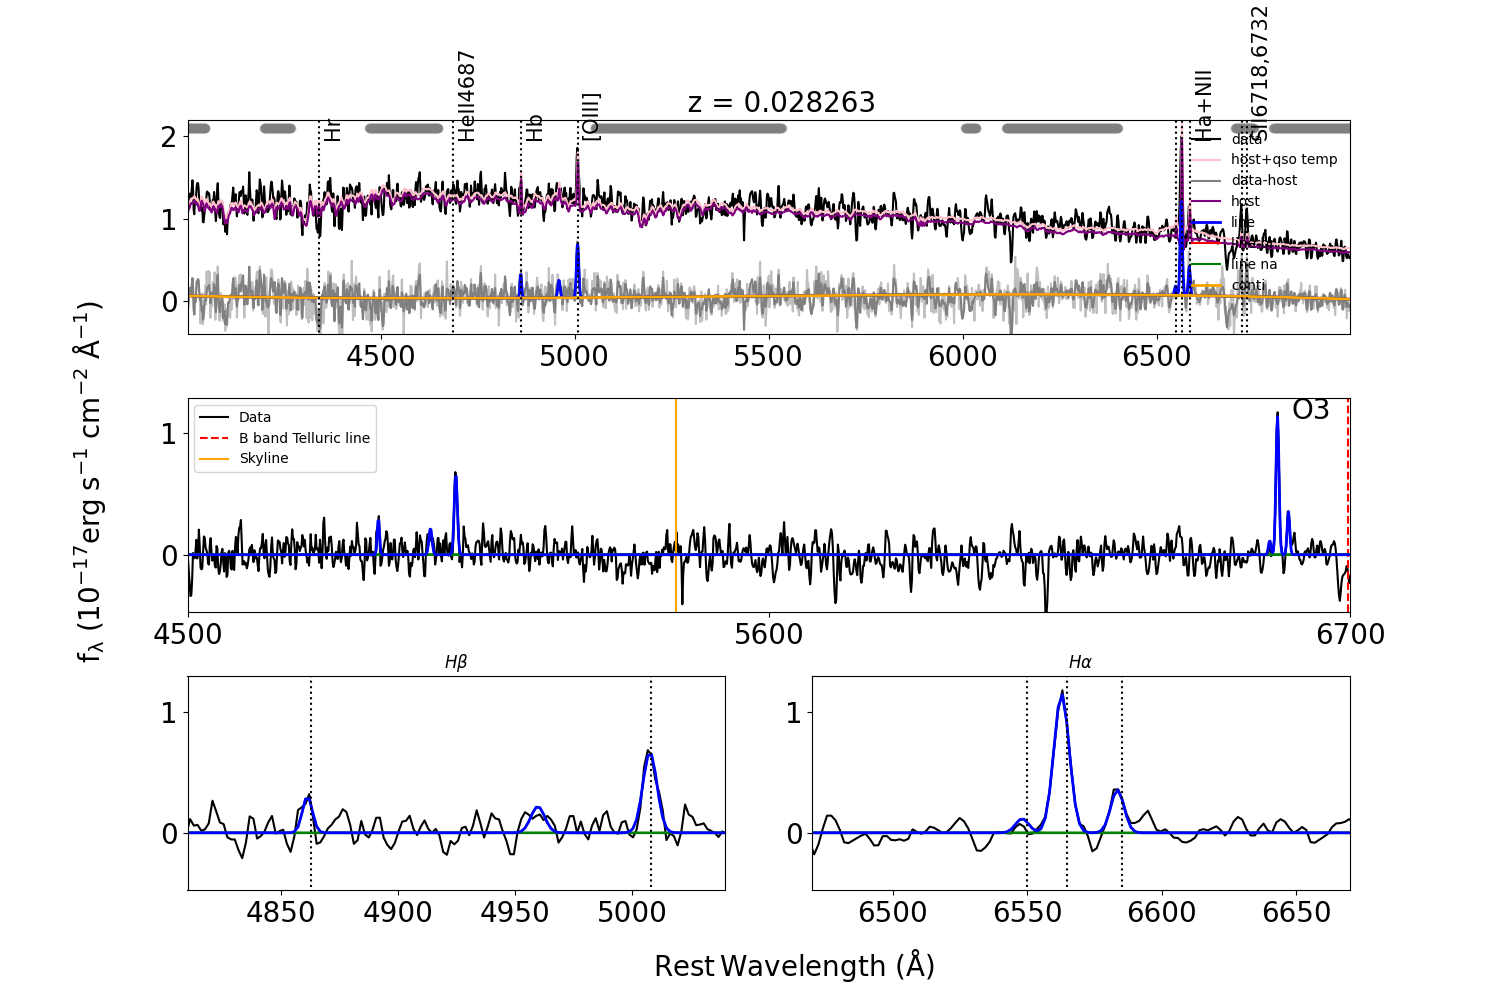 z = 0.028263
Hr
HeII4687
Hb
[OIII]
Ha+NII
SII6718,6732
data
host+qso temp
data-host
host
line
line na
conti
2
1
0
4500 5000 5500 6000 6500
fλ (10⁻¹⁷erg s⁻¹ cm⁻² Å⁻¹)
Data
B band Telluric line
Skyline
O3
1
0
4500 5600 6700
Hβ
1
0
4850 4900 4950 5000
Hα
1
0
6500 6550 6600 6650
Rest Wavelength (Å)